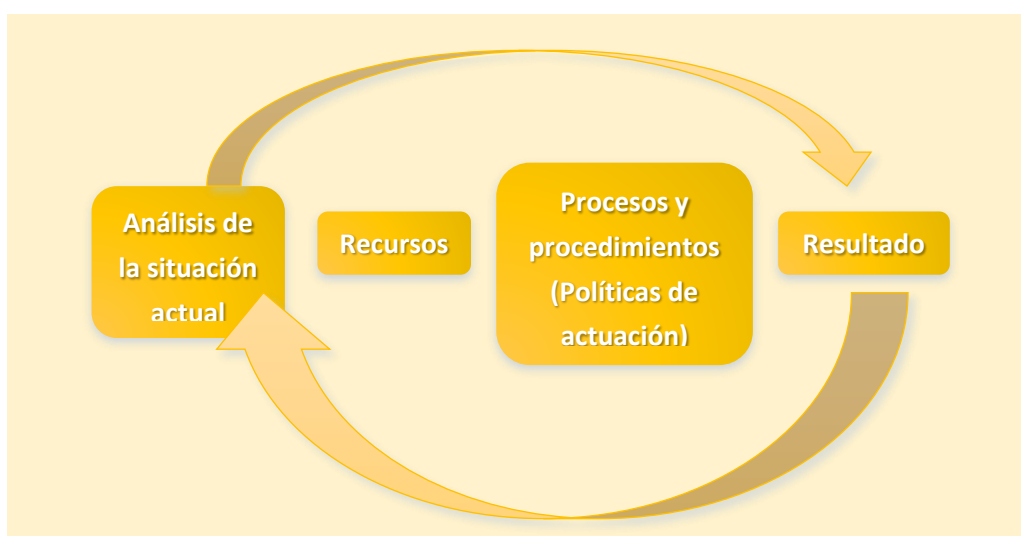 Análisis de
la situación
actual
Recursos
Procesos y
procedimientos
(Políticas de
actuación)
Resultado